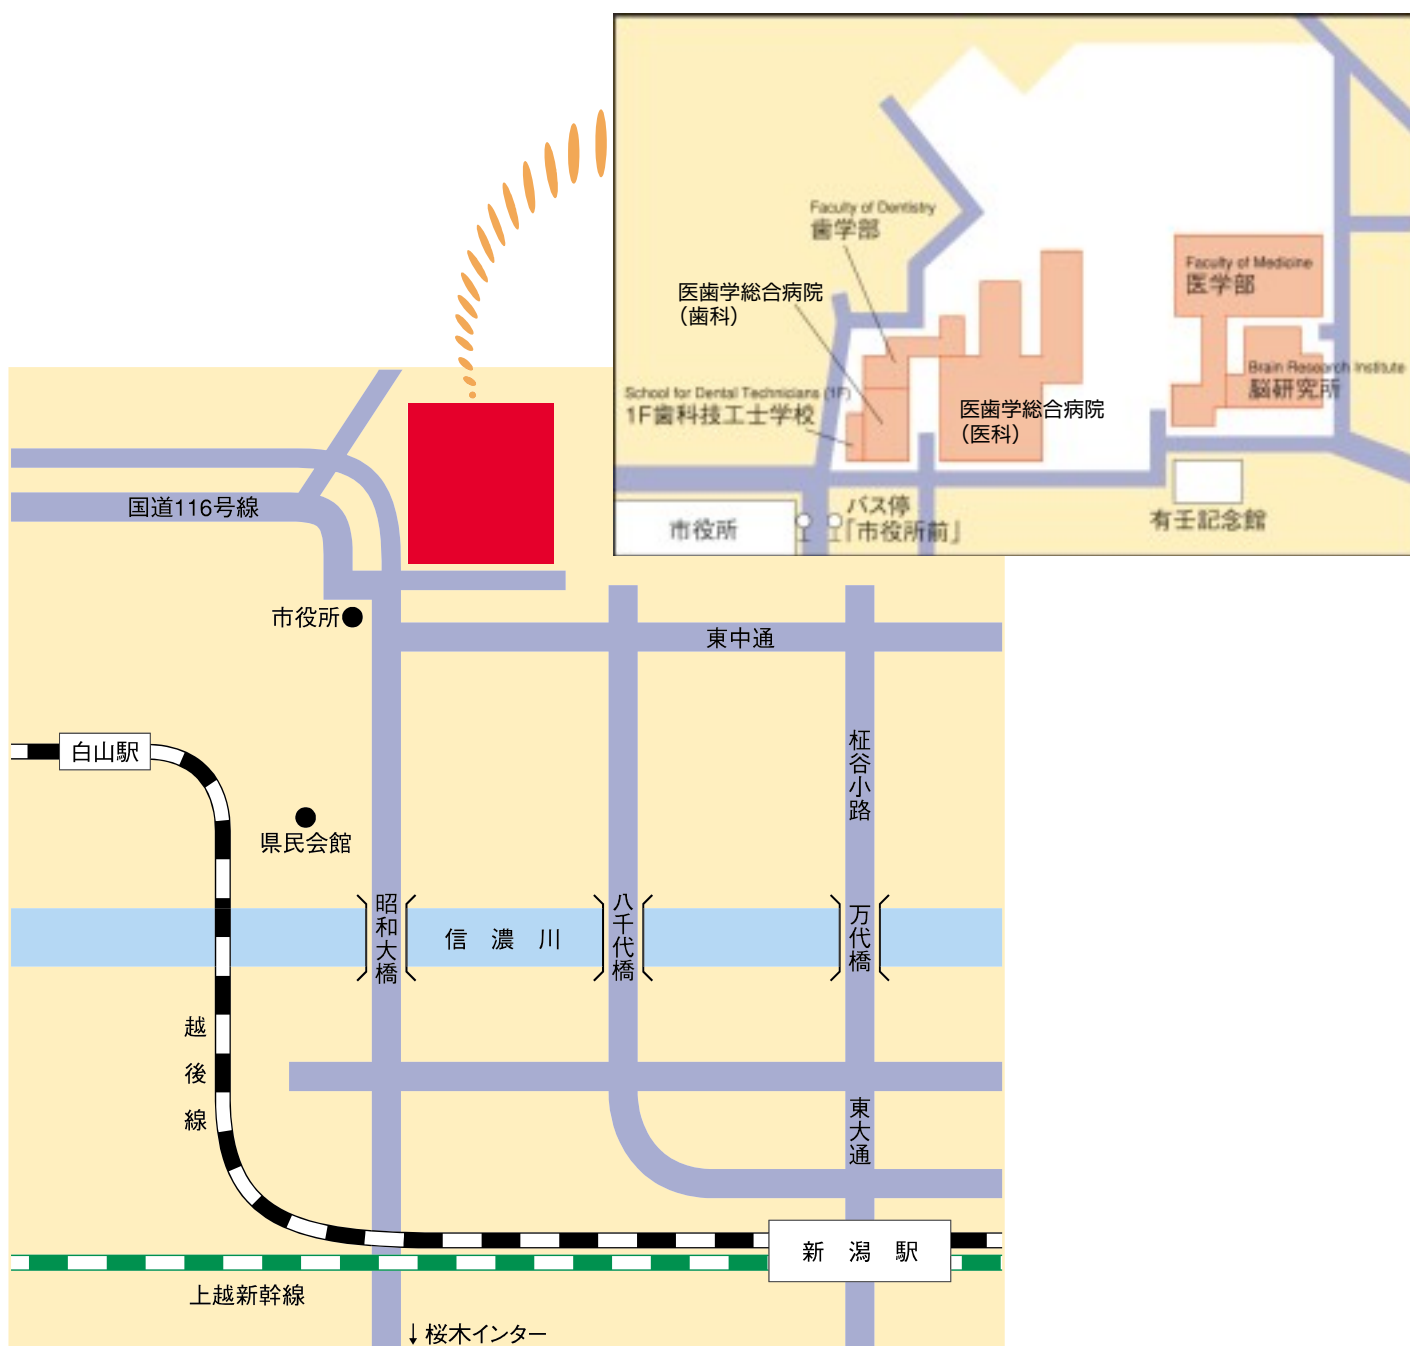 Faculty of Dentistry
歯学部
医歯学総合病院
（歯科）
School for Dental Technicians (1F)
1F歯科技工士学校
医歯学総合病院
（医科）
Faculty of Medicine
医学部
Brain Research Institute
脳研究所
市役所
バス停
「市役所前」
有壬記念館
国道116号線
市役所
東中通
白山駅
県民会館
柾谷小路
昭和大橋
信濃川
八千代橋
万代橋
越後線
東大通
新潟駅
上越新幹線
↓桜木インター